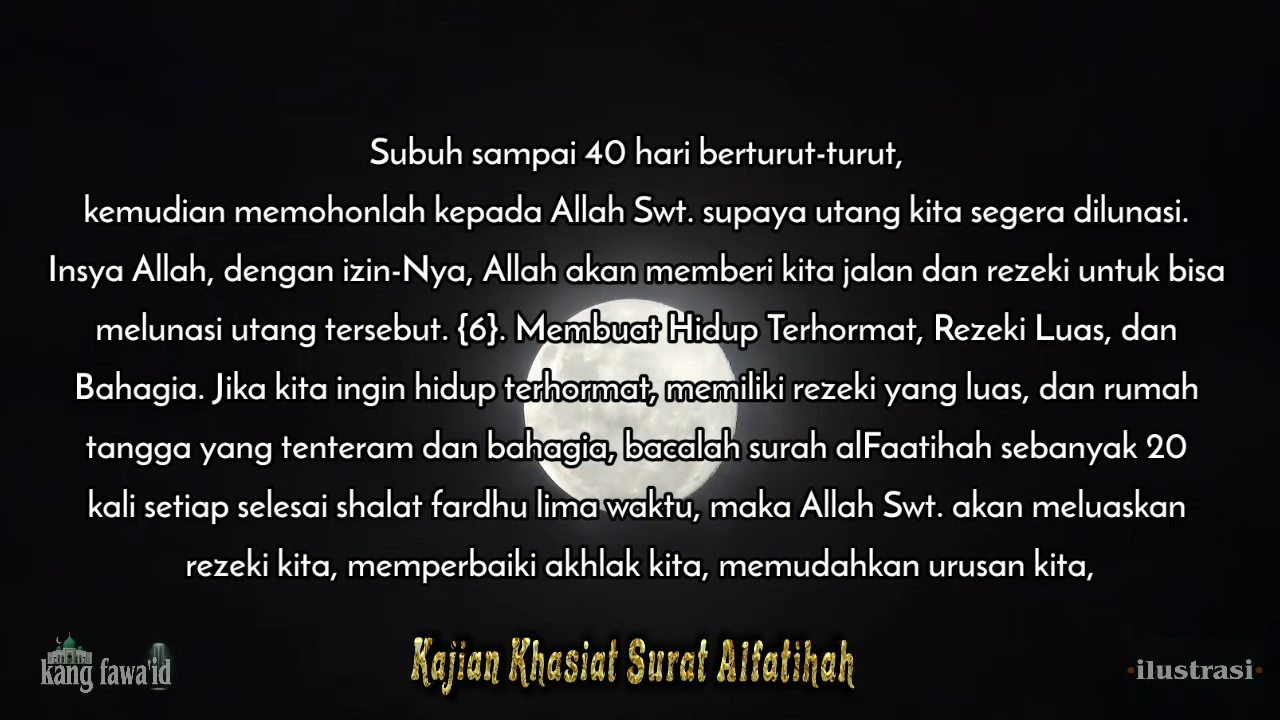 Subuh sampai 40 hari berturut-turut,
kemudian memohonlah kepada Allah Swt. supaya utang kita segera dilunasi.
Insya Allah, dengan izin-Nya, Allah akan memberi kita jalan dan rezeki untuk bisa
melunasi utang tersebut. {6}. Membuat Hidup Terhormat, Rezeki Luas, dan
Bahagia. Jika kita ingin hidup terhormat, memiliki rezeki yang luas, dan rumah
tangga yang tenteram dan bahagia, bacalah surah alFaatihah sebanyak 20
kali setiap selesai shalat fardhu lima waktu, maka Allah Swt. akan meluaskan
rezeki kita, memperbaiki akhlak kita, memudahkan urusan kita,
kang fawa'id
Kajian Khasiat Surat Alfatihah
•ilustrasi•